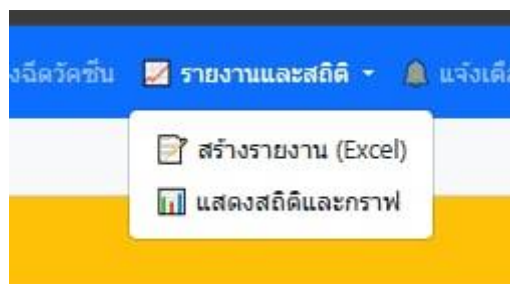 งฉีดวัคซีน 📈 รายงานและสถิติ 🔔 แจ้งเตือ
📝 สร้างรายงาน (Excel)
📊 แสดงสถิติและกราฟ